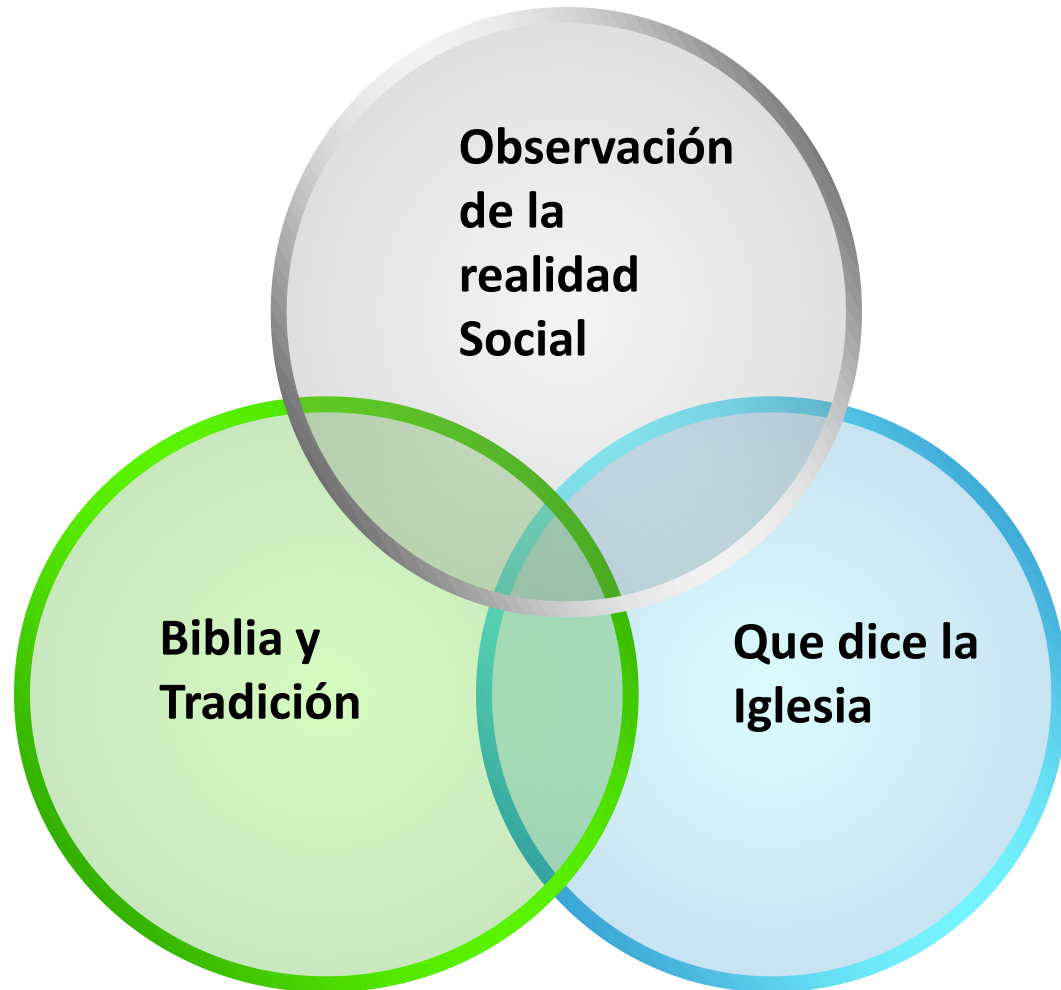 Observación
de la
realidad
Social
Biblia y
Tradición
Que dice la
Iglesia